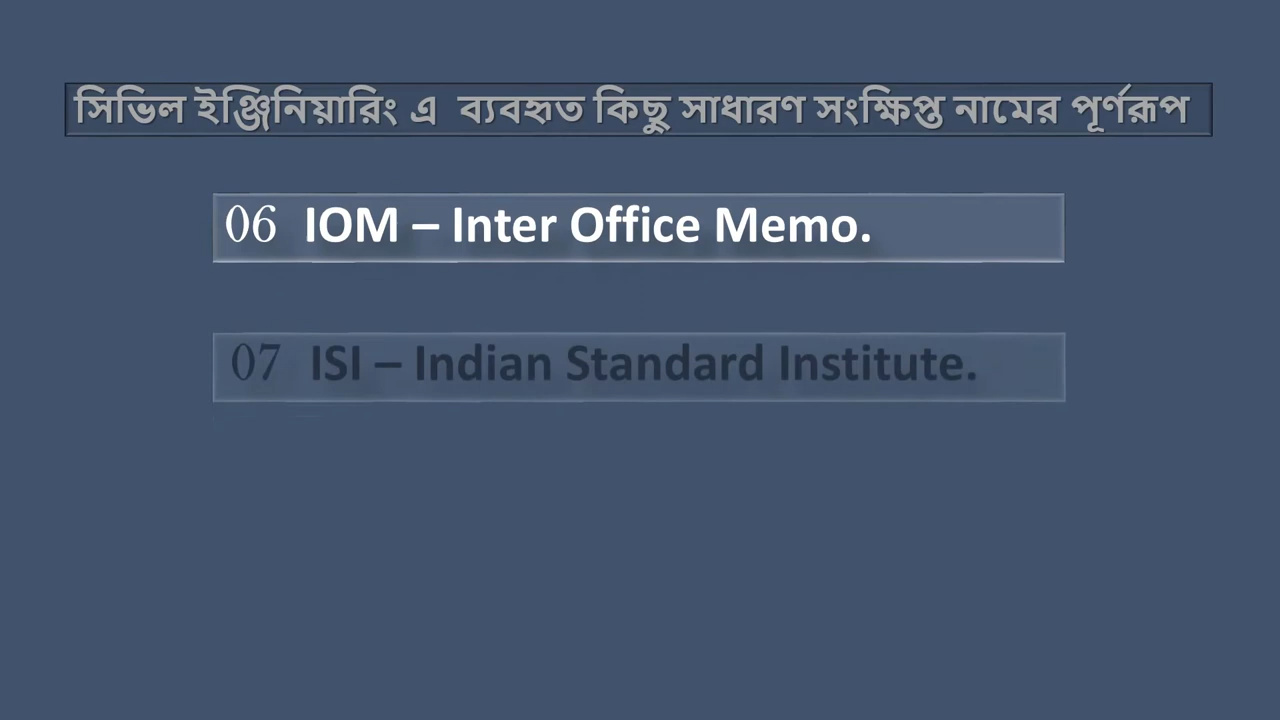 সিভিল ইঞ্জিনিয়ারিং এ ব্যবহৃত কিছু সাধারণ সংক্ষিপ্ত নামের পূর্ণরূপ
06 IOM – Inter Office Memo.
07 ISI – Indian Standard Institute.